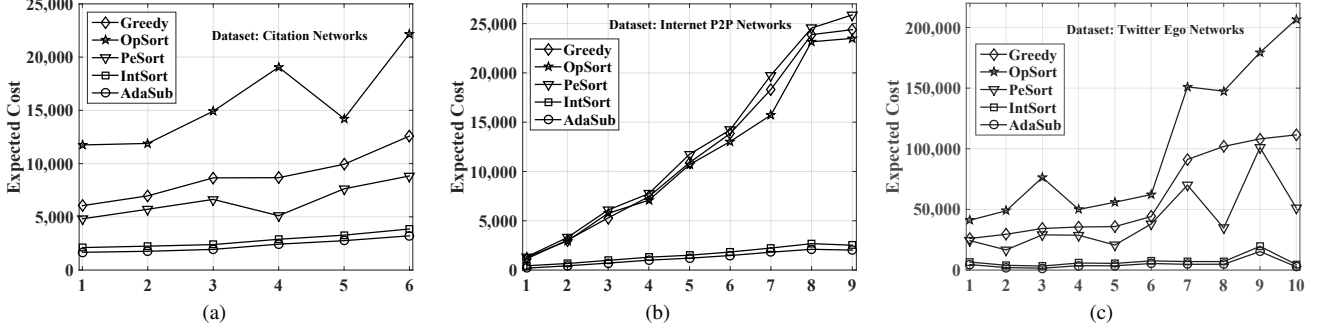 Expected Cost
25,000
20,000
15,000
10,000
5,000
0
Dataset: Citation Networks
Greedy
OpSort
PeSort
IntSort
AdaSub
1 2 3 4 5 6
(a)
Expected Cost
25,000
20,000
15,000
10,000
5,000
0
Dataset: Internet P2P Networks
Greedy
OpSort
PeSort
IntSort
AdaSub
1 2 3 4 5 6 7 8 9
(b)
Expected Cost
200,000
150,000
100,000
50,000
0
Dataset: Twitter Ego Networks
Greedy
OpSort
PeSort
IntSort
AdaSub
1 2 3 4 5 6 7 8 9 10
(c)